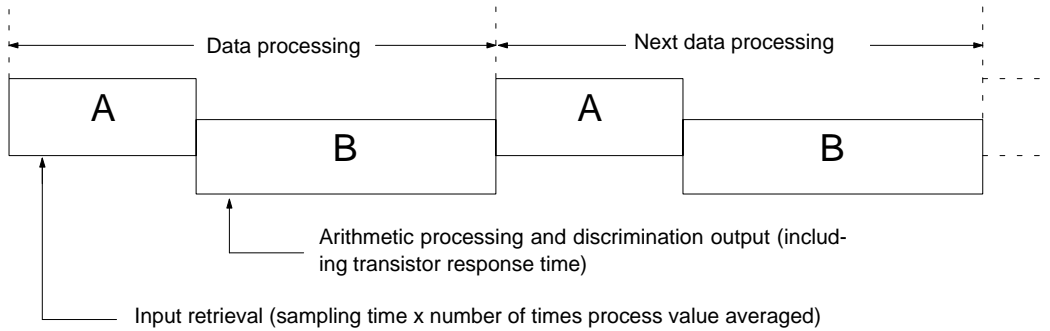 Data processing
Next data processing
A
A
B
B
Arithmetic processing and discrimination output (includ-
ing transistor response time)
Input retrieval (sampling time x number of times process value averaged)